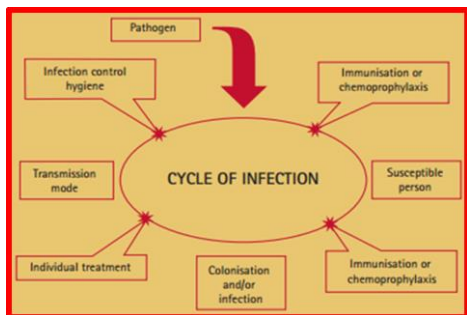 Pathogen
Infection control
hygiene
Immunisation or
chemoprophylaxis
Transmission
mode
CYCLE OF INFECTION
Susceptible
person
Individual treatment
Colonisation
and/or
infection
Immunisation or
chemoprophylaxis